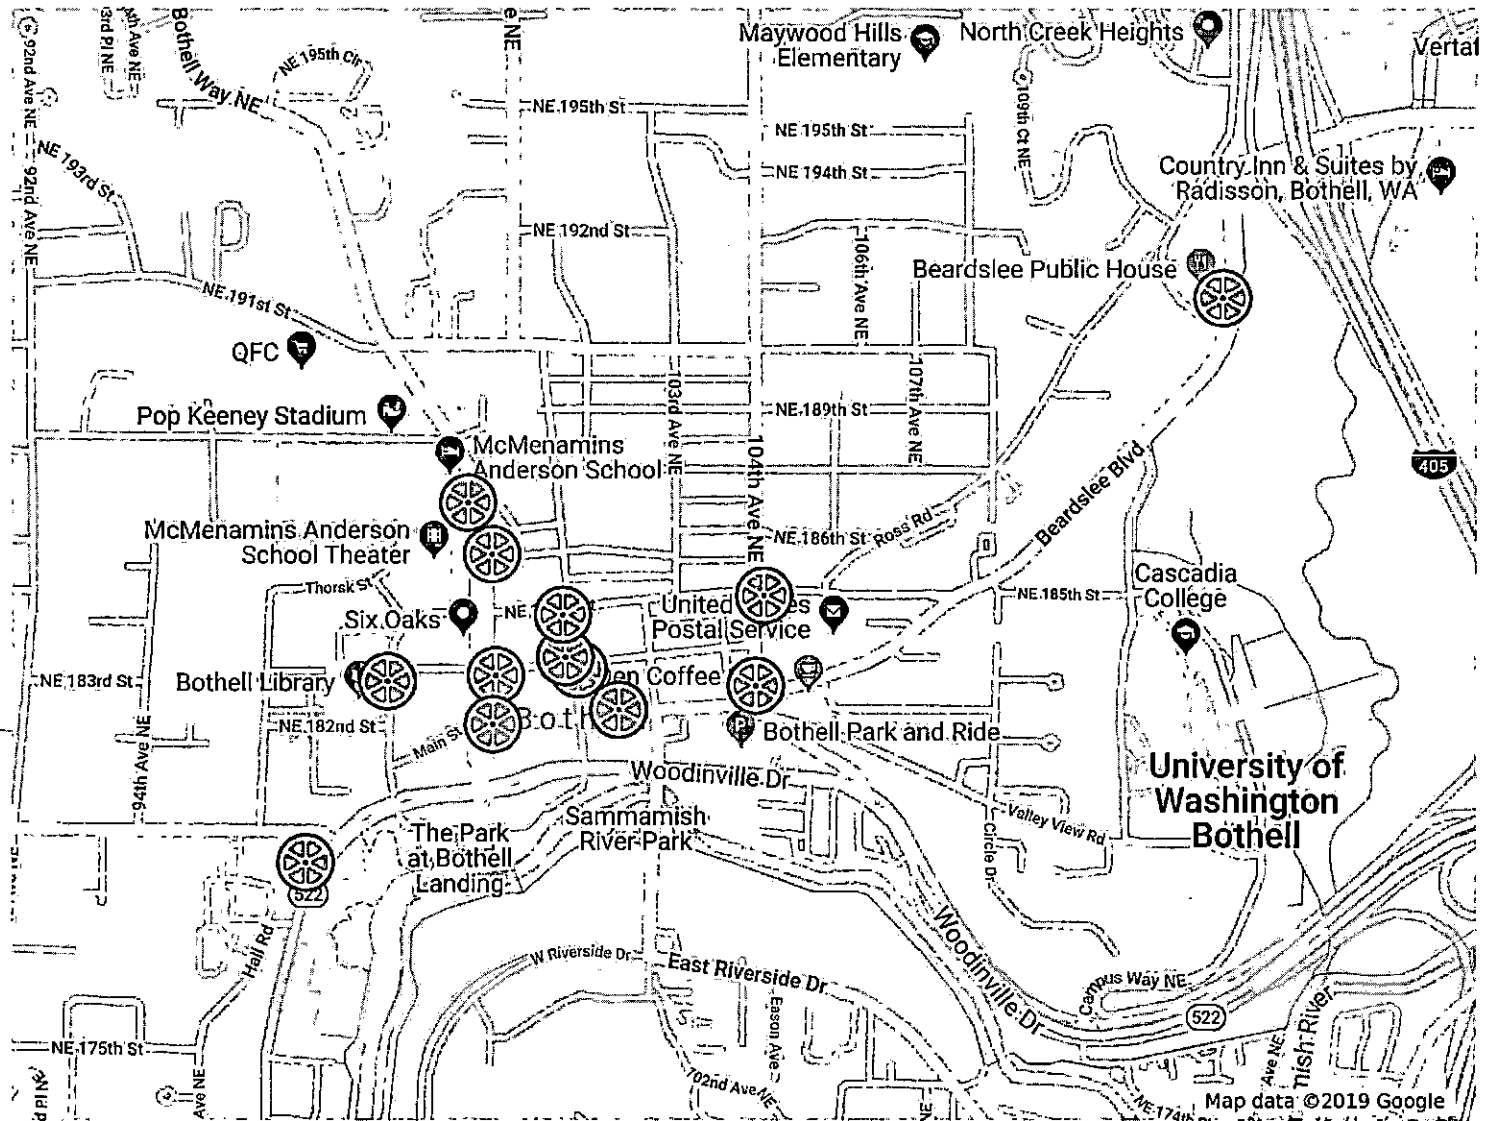 Bothell Way NE
92nd Ave NE
92nd Ave NE
NE 195th Cir
NE 195th St
Maywood Hills
Elementary
North Creek Heights
109th Ct NE
NE 195th St
NE 194th St
Country Inn & Suites by
Radisson, Bothell, WA
NE 193rd St
NE 192nd St
106th Ave NE
Beardslee Public House
NE 191st St
QFC
Pop Keeney Stadium
McMenamins
Anderson School
103rd Ave NE
104th Ave NE
NE 189th St
107th Ave NE
405
Beardslee Blvd
McMenamins Anderson
School Theater
NE 186th St
Ross Rd
Thorsk St
Six Oaks
Postal Service
NE 185th St
Cascadia
College
NE 183rd St
Bothell Library
Coffee
NE 182nd St
Main St
94th Ave NE
Bothell Park and Ride
Woodinville Dr
University of
Washington
Bothell
The Park
at Bothell
Landing
Sammamish
River Park
Valley View Rd
Circle Dr
522
Hall Rd
W Riverside Dr
East Riverside Dr
Woodinville Dr
Campus Way NE
522
Eason Ave
102nd Ave NE
NE 175th St
Ave NE
Ave NE
NE
NE 174th
Map data ©2019 Google